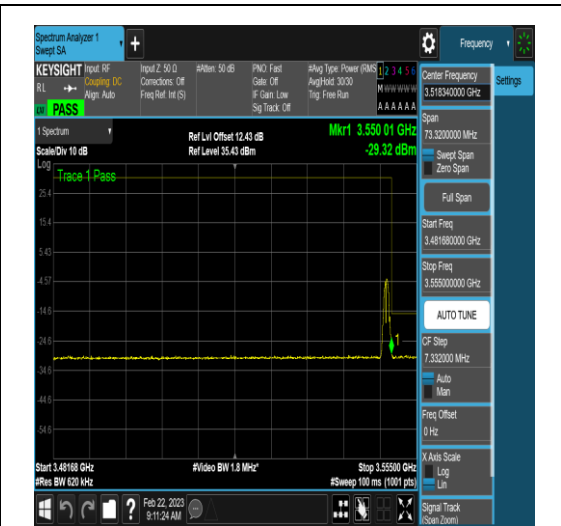 Spectrum Analyzer 1
Swept SA
Frequency
KEYSIGHT
RL
PASS
Input: RF
Coupling: DC
Align: Auto
Input Z: 50 Ω
Corrections: Off
Freq Ref: Int (S)
#Atten: 50 dB
PNO: Fast
Gate: Off
IF Gain: Low
Sig Track: Off
#Avg Type: Power (RMS
Avg|Hold: 30/30
Trig: Free Run
1 2 3 4 5 6
M W W W W W
A A A A A A
1 Spectrum
Scale/Div 10 dB
Ref Lvl Offset 12.43 dB
Ref Level 35.43 dBm
Mkr1 3.550 01 GHz
-29.32 dBm
Log
Trace 1 Pass
25.4
15.4
5.43
-4.57
-14.6
-24.6
-34.6
-44.6
-54.6
1
Start 3.48168 GHz
#Res BW 620 kHz
#Video BW 1.8 MHz*
Stop 3.55500 GHz
#Sweep 100 ms (1001 pts)
Feb 22, 2023
9:11:24 AM
Center Frequency
3.518340000 GHz
Settings
Span
73.3200000 MHz
Swept Span
Zero Span
Full Span
Start Freq
3.481680000 GHz
Stop Freq
3.555000000 GHz
AUTO TUNE
CF Step
7.332000 MHz
Auto
Man
Freq Offset
0 Hz
X Axis Scale
Log
Lin
Signal Track
(Span Zoom)